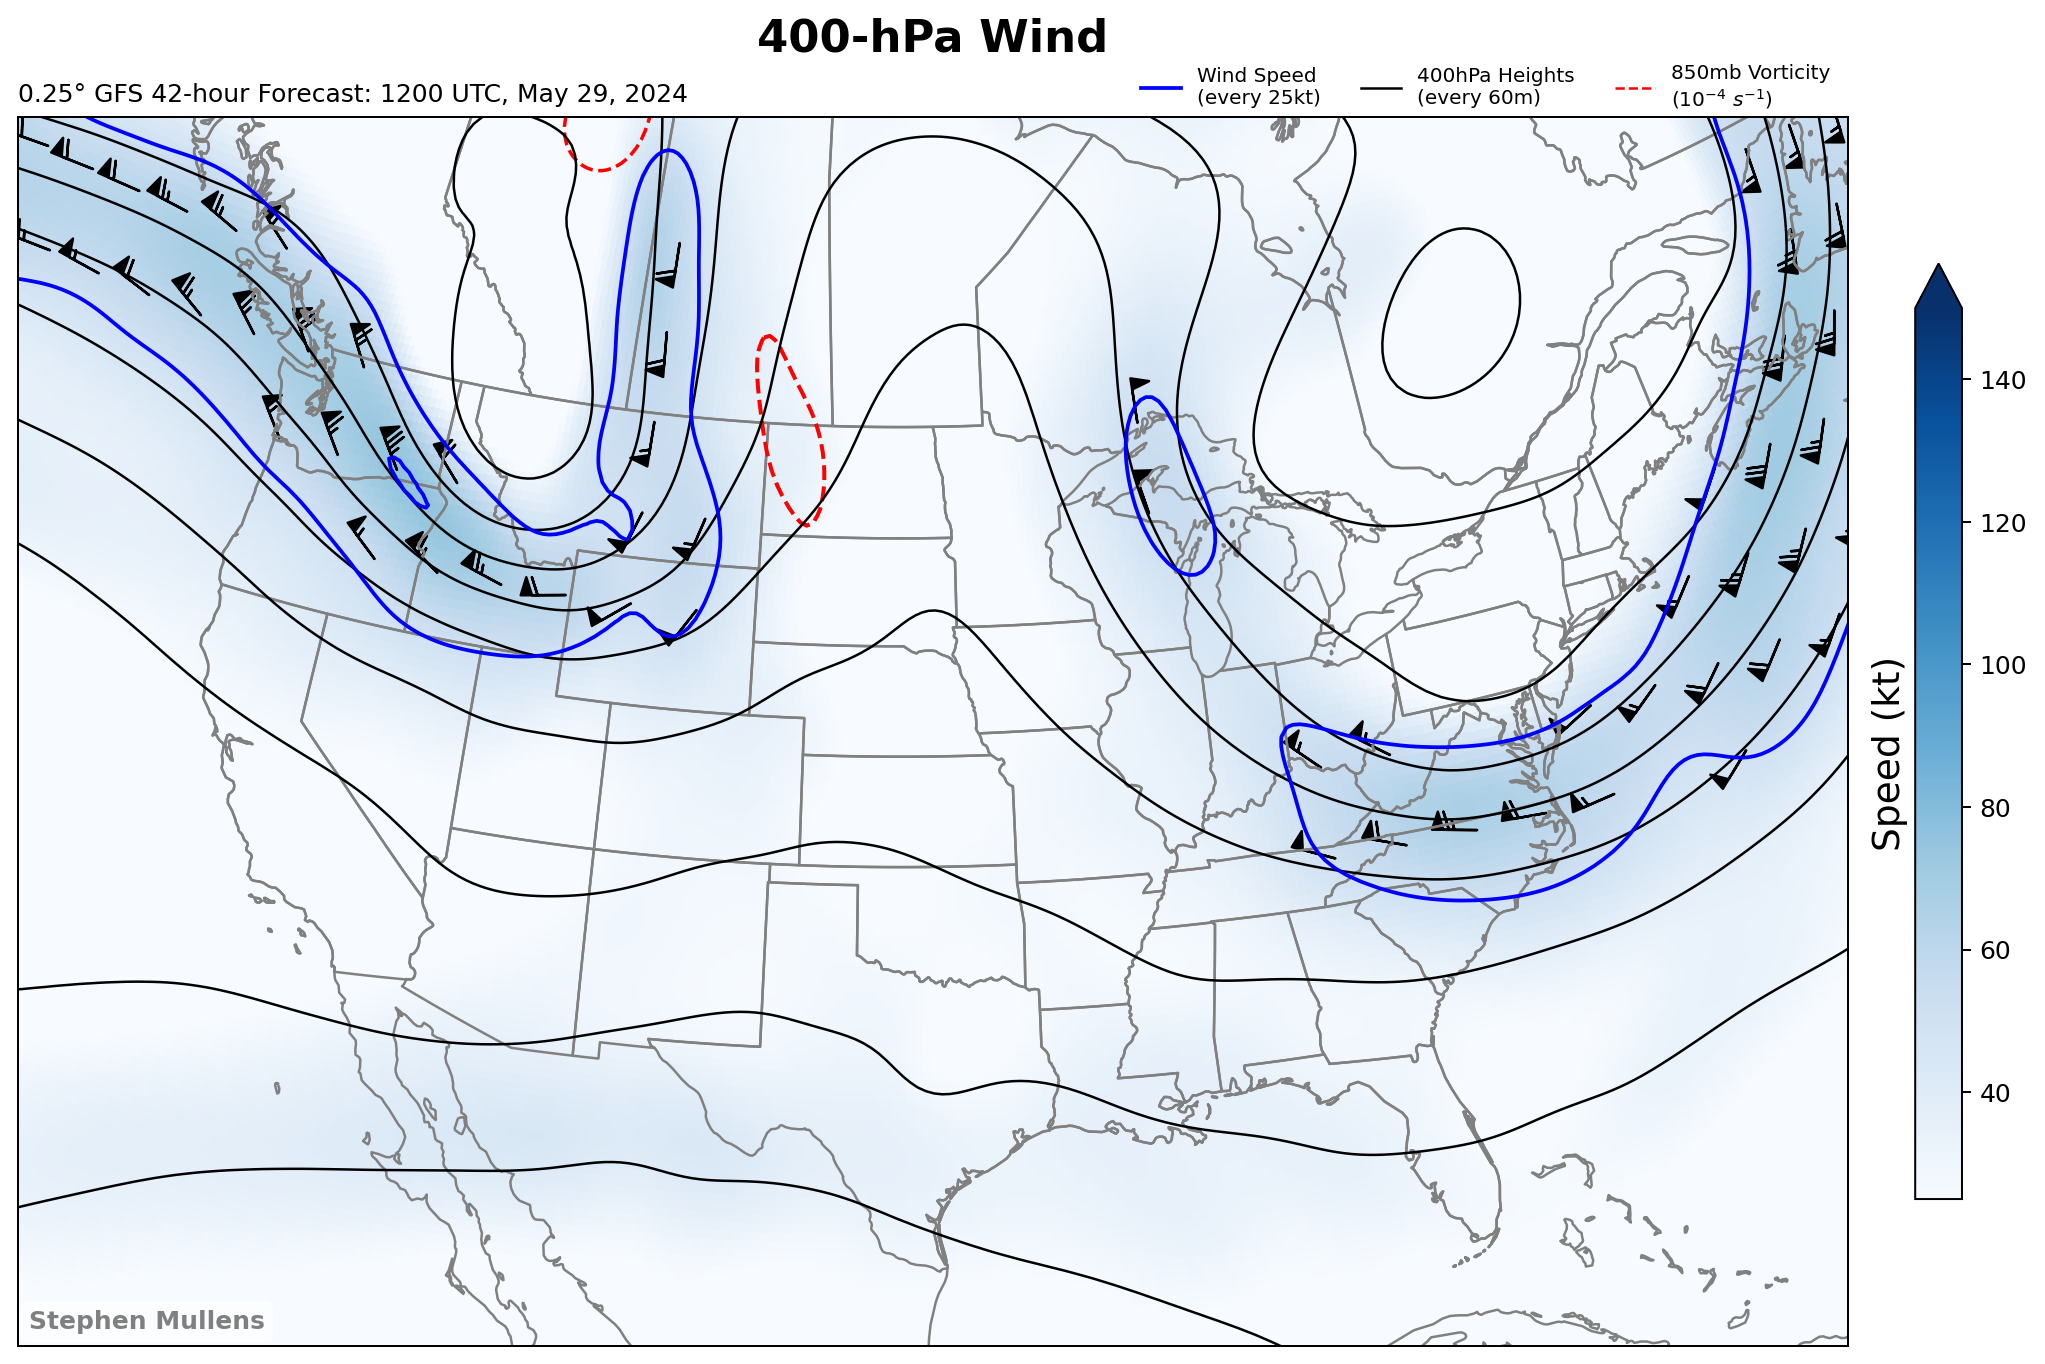 400-hPa Wind
0.25° GFS 42-hour Forecast: 1200 UTC, May 29, 2024
Wind Speed
(every 25kt)
400hPa Heights
(every 60m)
850mb Vorticity
(10⁻⁴ s⁻¹)
140
120
100
80
60
40
Speed (kt)
Stephen Mullens